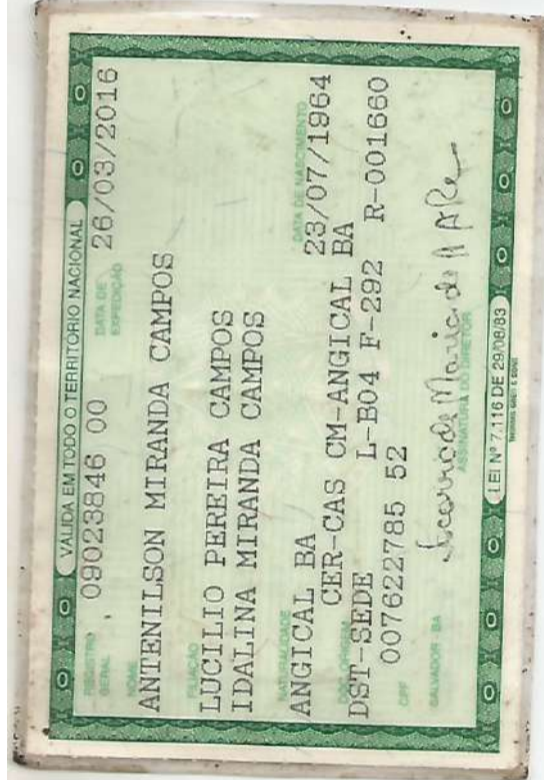 VALIDA EM TODO O TERRITÓRIO NACIONAL
REGISTRO GERAL 09023846 00 DATA DE EXPEDIÇÃO 26/03/2016
NOME
ANTENILSON MIRANDA CAMPOS
FILIAÇÃO
LUCILIO PEREIRA CAMPOS
IDALINA MIRANDA CAMPOS
NATURALIDADE DATA DE NASCIMENTO
ANGICAL BA 23/07/1964
DOC ORIGEM CER-CAS CM-ANGICAL BA
DST-SEDE L-B04 F-292 R-001660
CPF 007622785 52
SALVADOR - BA
ASSINATURA DO DIRETOR
LEI Nº 7.116 DE 29/08/83